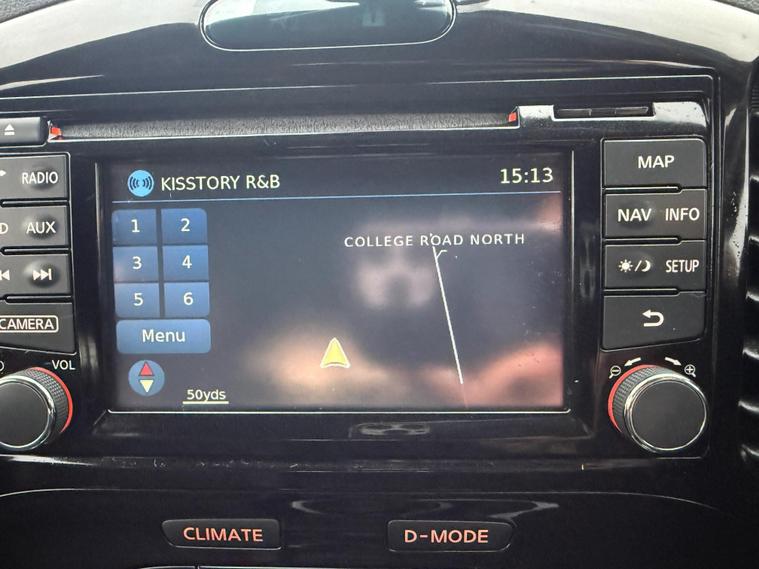 KISSTORY R&B 15:13
RADIO
D AUX
CAMERA
VOL
1 2
3 4
5 6
Menu
50yds
COLLEGE ROAD NORTH
MAP
NAV INFO
SETUP
CLIMATE
D-MODE